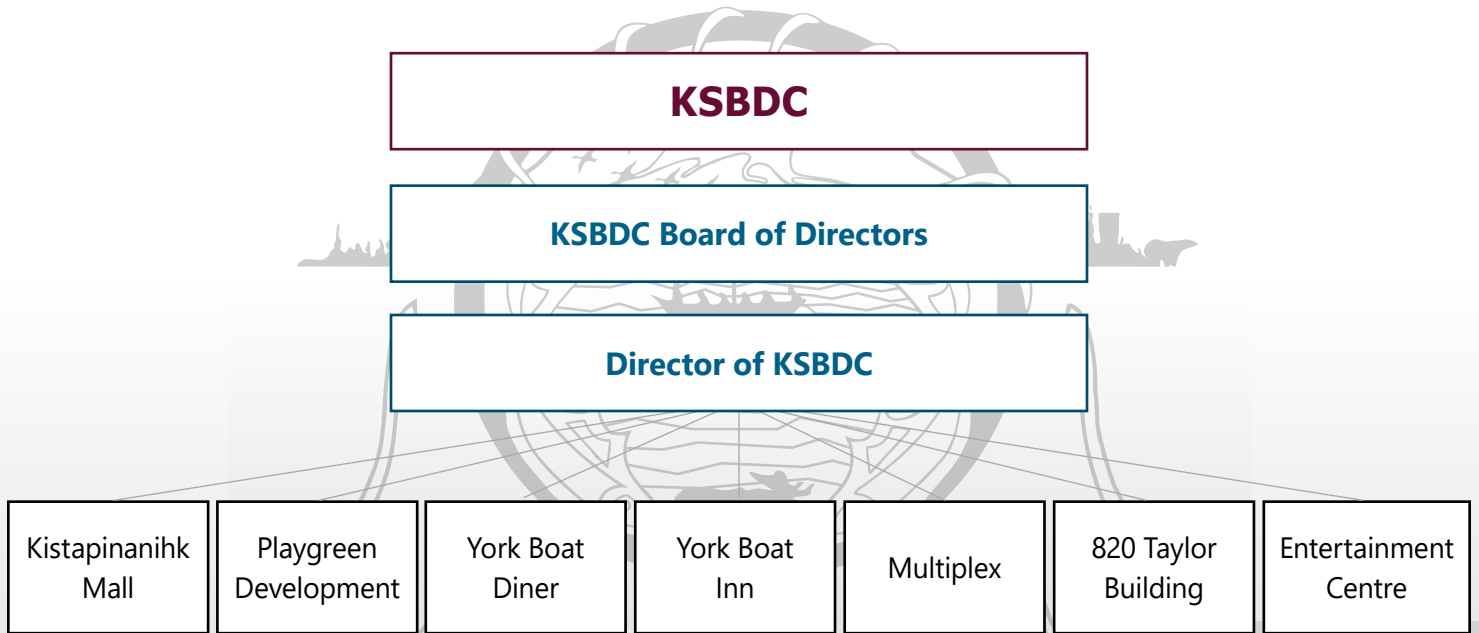 KSBDC
KSBDC Board of Directors
Director of KSBDC
Kistapinanihk
Mall
Playgreen
Development
York Boat
Diner
York Boat
Inn
Multiplex
820 Taylor
Building
Entertainment
Centre